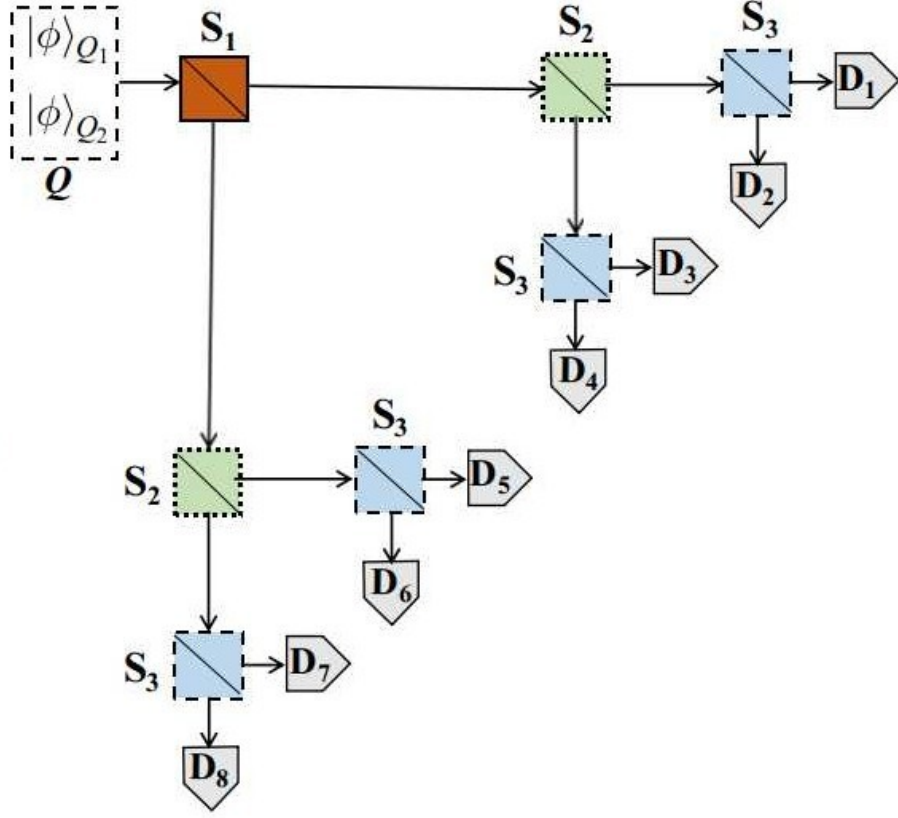 |ϕ⟩Q₁
|ϕ⟩Q₂
Q
S₁
S₂
S₃
D₁
D₂
S₃
D₃
D₄
S₃
S₂
D₅
D₆
S₃
D₇
D₈